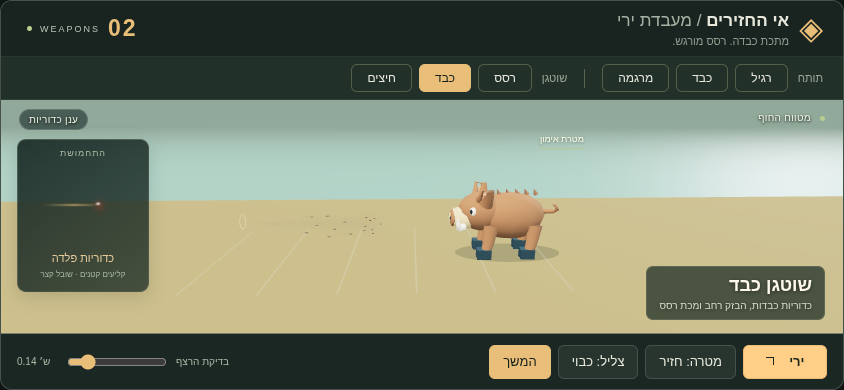 אי החזירים / מעבדת ירי
מתכת כבדה. רסס מורגש.
WEAPONS 02
תותח רגיל כבד מרגמה שוטגן רסס כבד חיצים
מטווח החוף
ענן כדוריות
מטרת אימון
התחמושת
כדוריות פלדה
קליעים קטנים · שובל קצר
שוטגן כבד
כדוריות כבדות, הבזק רחב ומכת רסס
ירי ר מטרה: חזיר צליל: כבוי המשך
בדיקת הרצף 0.14 ש׳